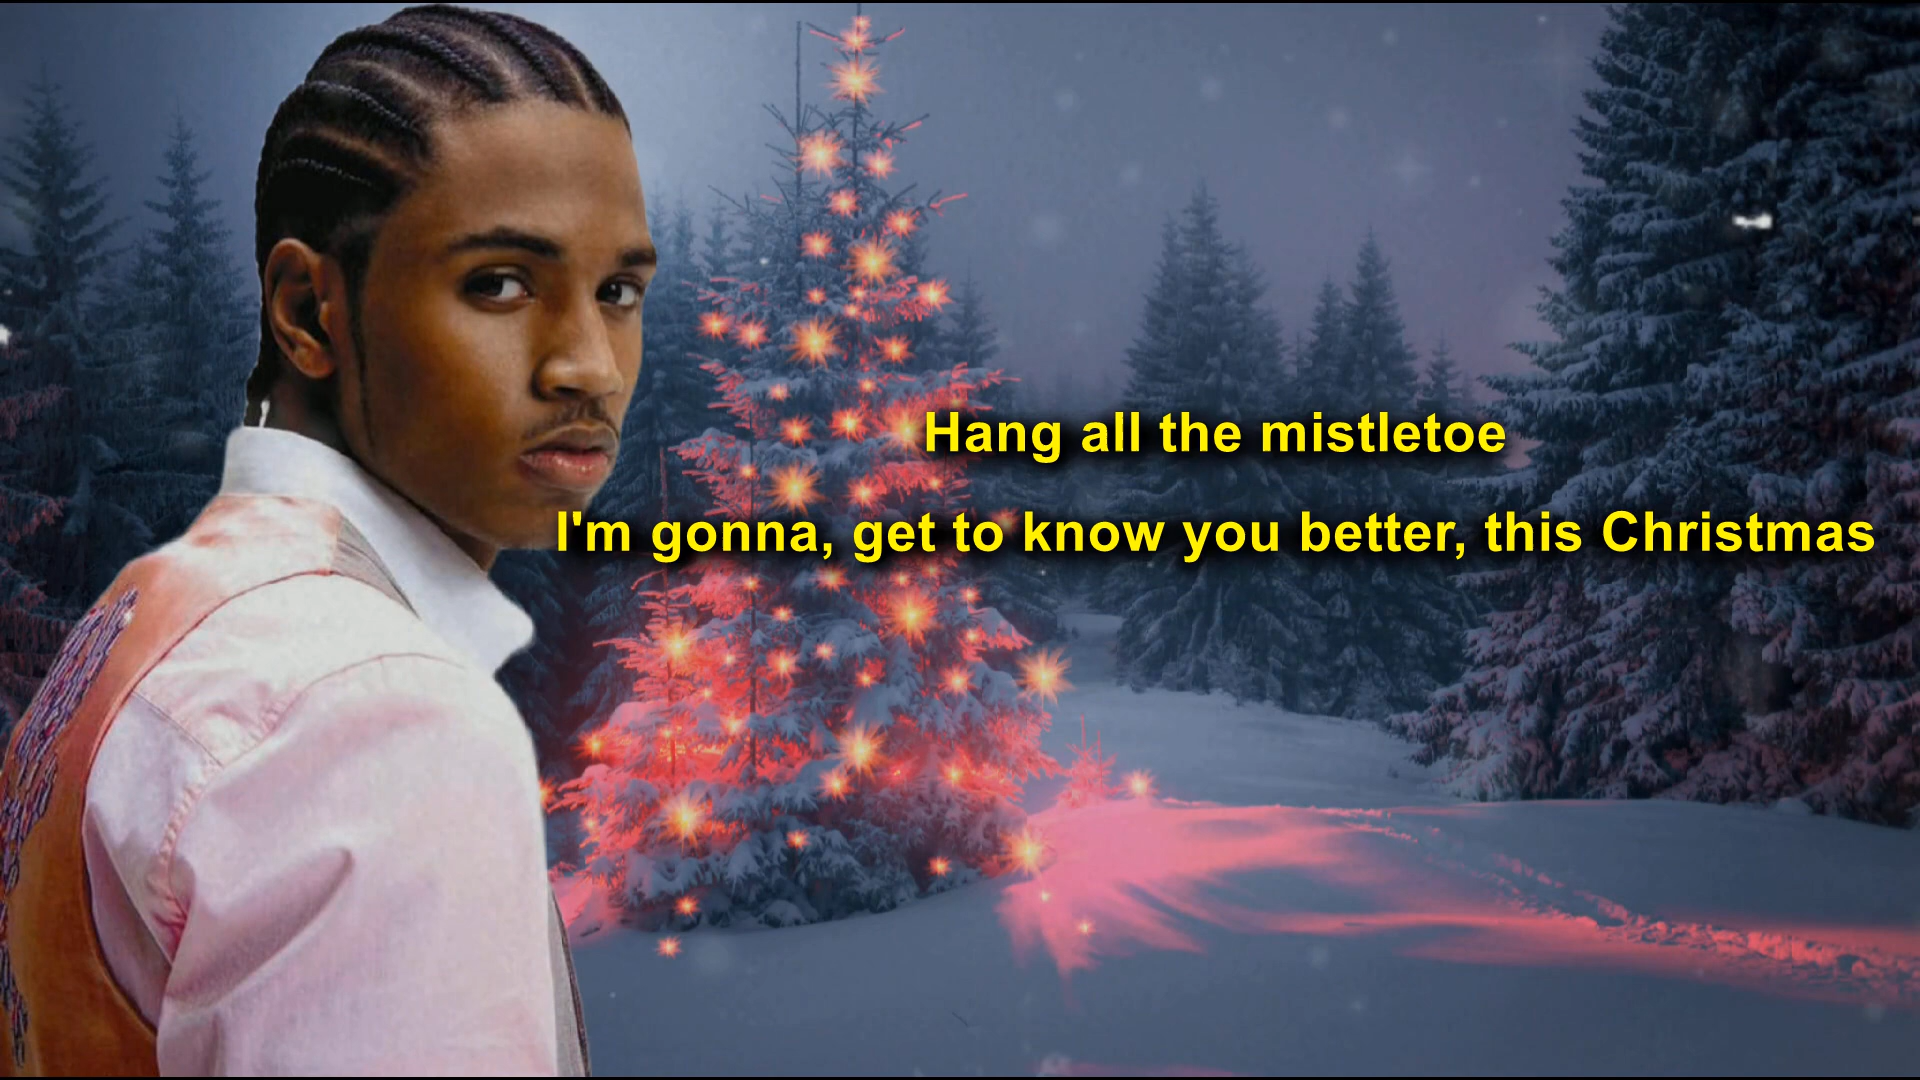 Hang all the mistletoe
I'm gonna, get to know you better, this Christmas